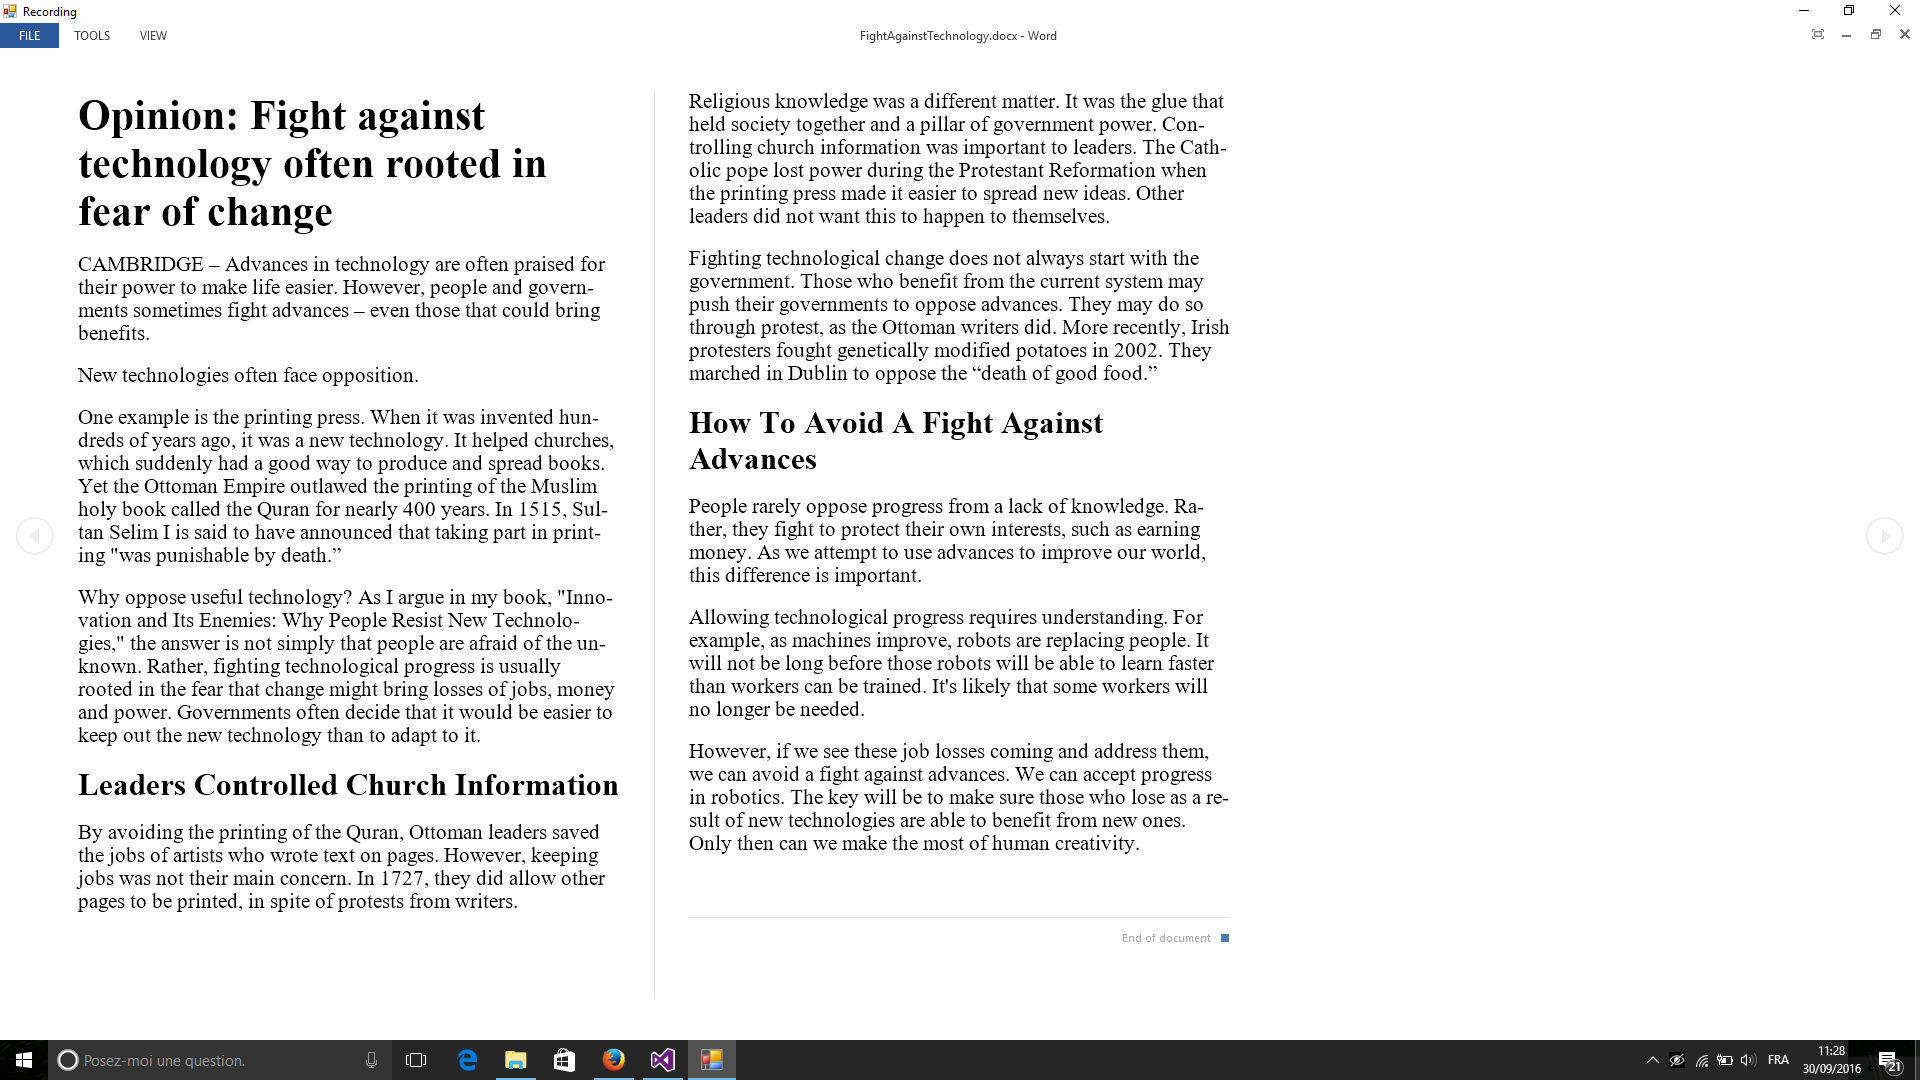 Recording
FILE TOOLS VIEW FightAgainstTechnology.docx - Word
Opinion: Fight against
technology often rooted in
fear of change
CAMBRIDGE – Advances in technology are often praised for
their power to make life easier. However, people and govern-
ments sometimes fight advances – even those that could bring
benefits.
New technologies often face opposition.
One example is the printing press. When it was invented hun-
dreds of years ago, it was a new technology. It helped churches,
which suddenly had a good way to produce and spread books.
Yet the Ottoman Empire outlawed the printing of the Muslim
holy book called the Quran for nearly 400 years. In 1515, Sul-
tan Selim I is said to have announced that taking part in print-
ing "was punishable by death.”
Why oppose useful technology? As I argue in my book, "Inno-
vation and Its Enemies: Why People Resist New Technolo-
gies," the answer is not simply that people are afraid of the un-
known. Rather, fighting technological progress is usually
rooted in the fear that change might bring losses of jobs, money
and power. Governments often decide that it would be easier to
keep out the new technology than to adapt to it.
Leaders Controlled Church Information
By avoiding the printing of the Quran, Ottoman leaders saved
the jobs of artists who wrote text on pages. However, keeping
jobs was not their main concern. In 1727, they did allow other
pages to be printed, in spite of protests from writers.
Religious knowledge was a different matter. It was the glue that
held society together and a pillar of government power. Con-
trolling church information was important to leaders. The Cath-
olic pope lost power during the Protestant Reformation when
the printing press made it easier to spread new ideas. Other
leaders did not want this to happen to themselves.
Fighting technological change does not always start with the
government. Those who benefit from the current system may
push their governments to oppose advances. They may do so
through protest, as the Ottoman writers did. More recently, Irish
protesters fought genetically modified potatoes in 2002. They
marched in Dublin to oppose the “death of good food.”
How To Avoid A Fight Against
Advances
People rarely oppose progress from a lack of knowledge. Ra-
ther, they fight to protect their own interests, such as earning
money. As we attempt to use advances to improve our world,
this difference is important.
Allowing technological progress requires understanding. For
example, as machines improve, robots are replacing people. It
will not be long before those robots will be able to learn faster
than workers can be trained. It's likely that some workers will
no longer be needed.
However, if we see these job losses coming and address them,
we can avoid a fight against advances. We can accept progress
in robotics. The key will be to make sure those who lose as a re-
sult of new technologies are able to benefit from new ones.
Only then can we make the most of human creativity.
End of document
Posez-moi une question.
FRA
11:28
30/09/2016
21